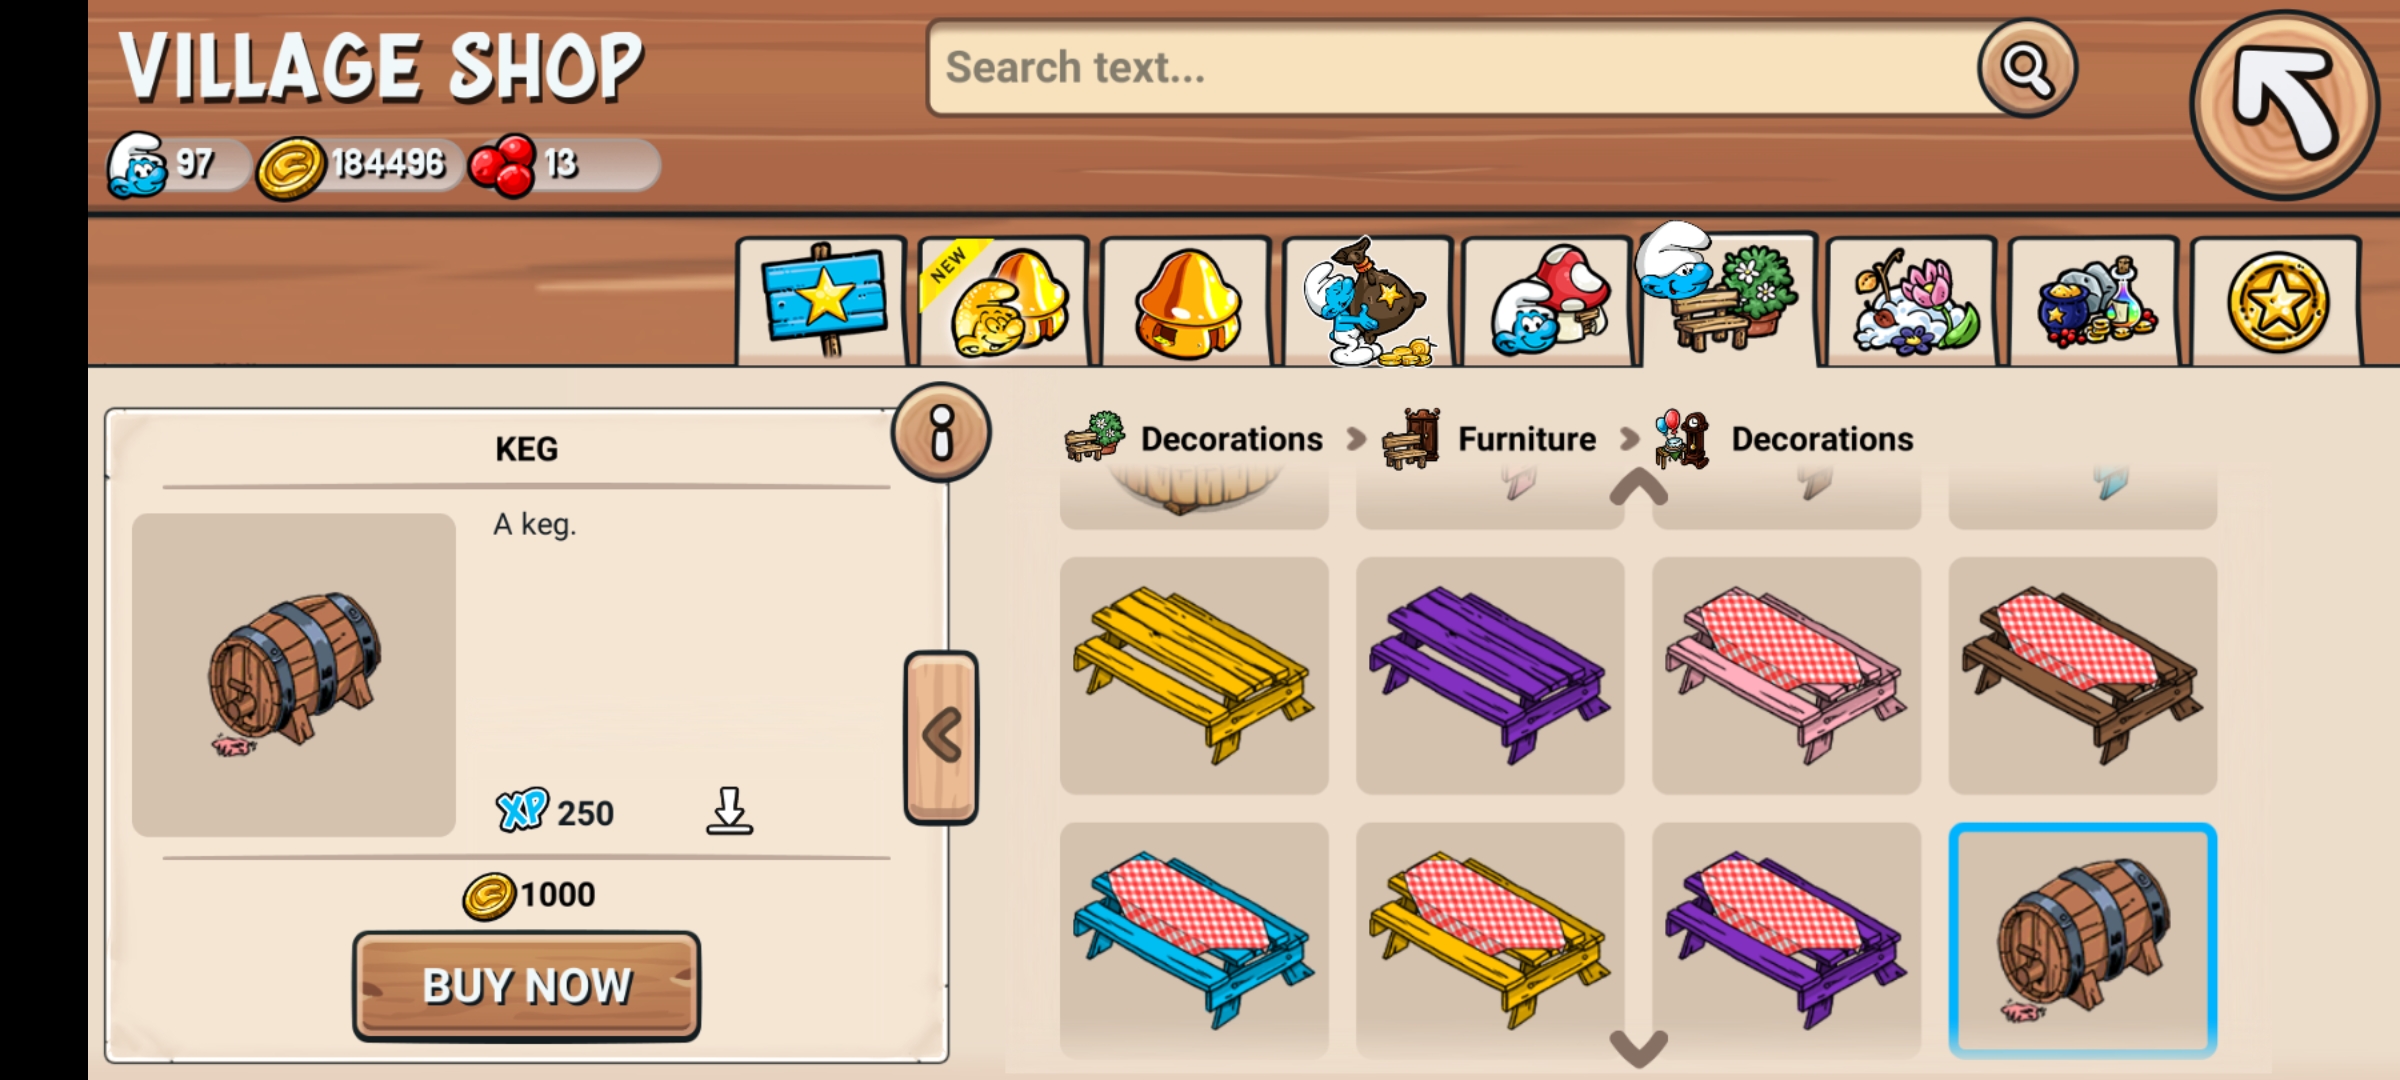 VILLAGE SHOP
Search text...
97
184496
13
NEW
KEG
A keg.
XP 250
1000
BUY NOW
Decorations
Furniture
Decorations